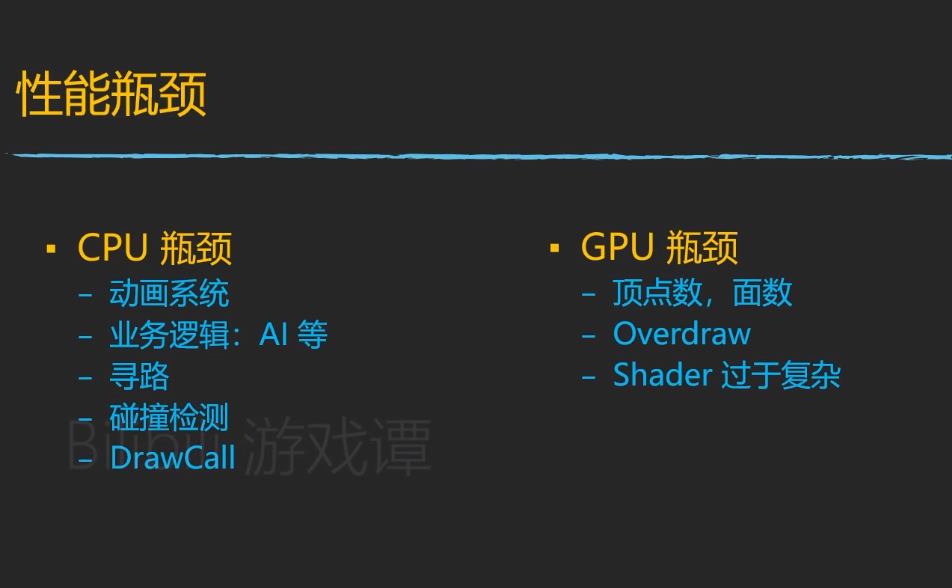 性能瓶颈
▪ CPU 瓶颈
– 动画系统
– 业务逻辑：AI 等
– 寻路
– 碰撞检测
– DrawCall
▪ GPU 瓶颈
– 顶点数，面数
– Overdraw
– Shader 过于复杂
Bilibili 游戏谭